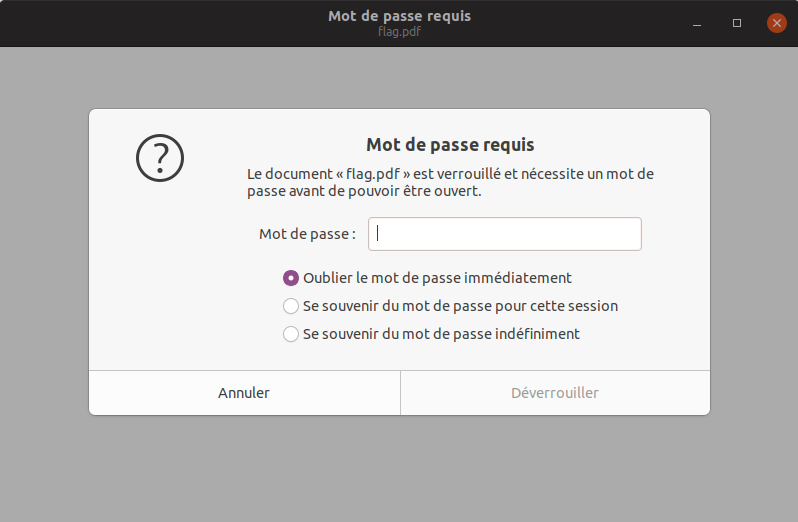 Mot de passe requis
flag.pdf
Mot de passe requis
Le document « flag.pdf » est verrouillé et nécessite un mot de
passe avant de pouvoir être ouvert.
Mot de passe :
Oublier le mot de passe immédiatement
Se souvenir du mot de passe pour cette session
Se souvenir du mot de passe indéfiniment
Annuler
Déverrouiller